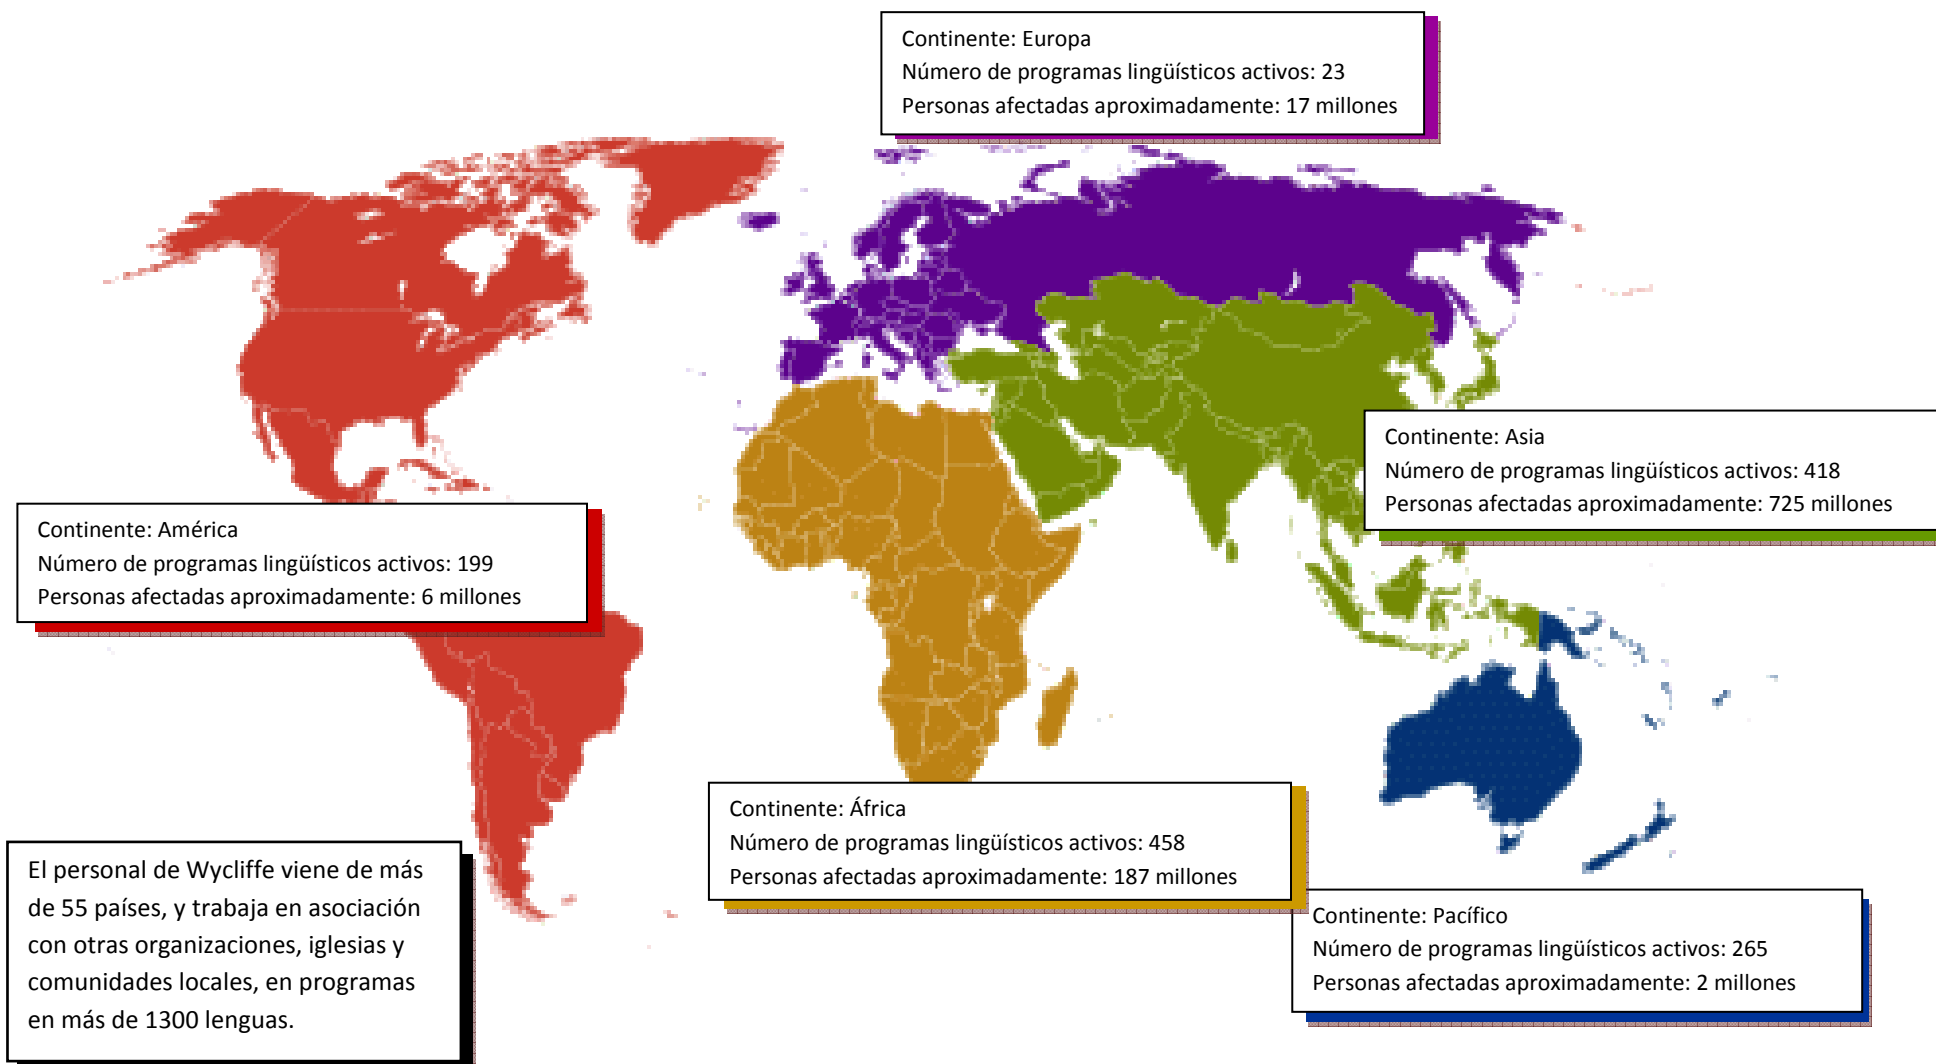 Continente: Europa
Número de programas lingüísticos activos: 23
Personas afectadas aproximadamente: 17 millones
Continente: Asia
Número de programas lingüísticos activos: 418
Personas afectadas aproximadamente: 725 millones
Continente: América
Número de programas lingüísticos activos: 199
Personas afectadas aproximadamente: 6 millones
Continente: África
Número de programas lingüísticos activos: 458
Personas afectadas aproximadamente: 187 millones
El personal de Wycliffe viene de más
de 55 países, y trabaja en asociación
con otras organizaciones, iglesias y
comunidades locales, en programas
en más de 1300 lenguas.
Continente: Pacífico
Número de programas lingüísticos activos: 265
Personas afectadas aproximadamente: 2 millones